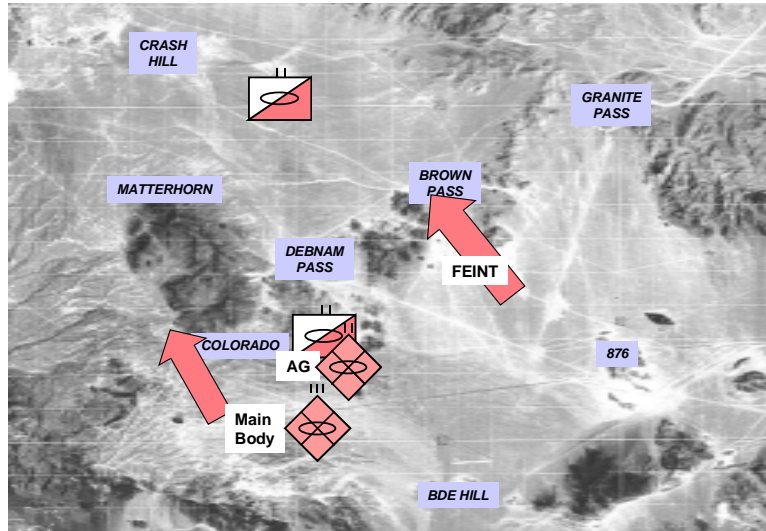 CRASH
HILL
GRANITE
PASS
MATTERHORN
BROWN
PASS
DEBNAM
PASS
FEINT
COLORADO
876
AG
Main
Body
BDE HILL